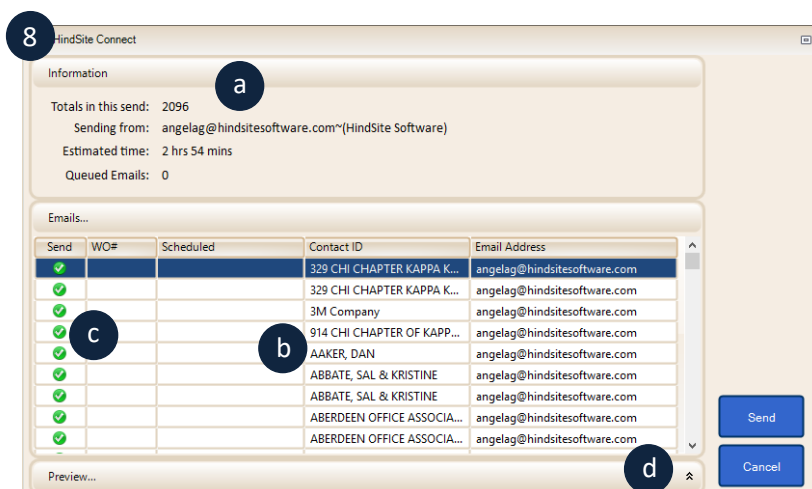 8
HindSite Connect
Information
a
Totals in this send: 2096
Sending from: angelag@hindsitesoftware.com~(HindSite Software)
Estimated time: 2 hrs 54 mins
Queued Emails: 0
Emails...
Send WO# Scheduled Contact ID Email Address
329 CHI CHAPTER KAPPA K... angelag@hindsitesoftware.com
329 CHI CHAPTER KAPPA K... angelag@hindsitesoftware.com
3M Company angelag@hindsitesoftware.com
c
914 CHI CHAPTER OF KAPP... angelag@hindsitesoftware.com
b
AAKER, DAN angelag@hindsitesoftware.com
ABBATE, SAL & KRISTINE angelag@hindsitesoftware.com
ABBATE, SAL & KRISTINE angelag@hindsitesoftware.com
ABERDEEN OFFICE ASSOCIA... angelag@hindsitesoftware.com
ABERDEEN OFFICE ASSOCIA... angelag@hindsitesoftware.com
Send
Cancel
d
Preview...